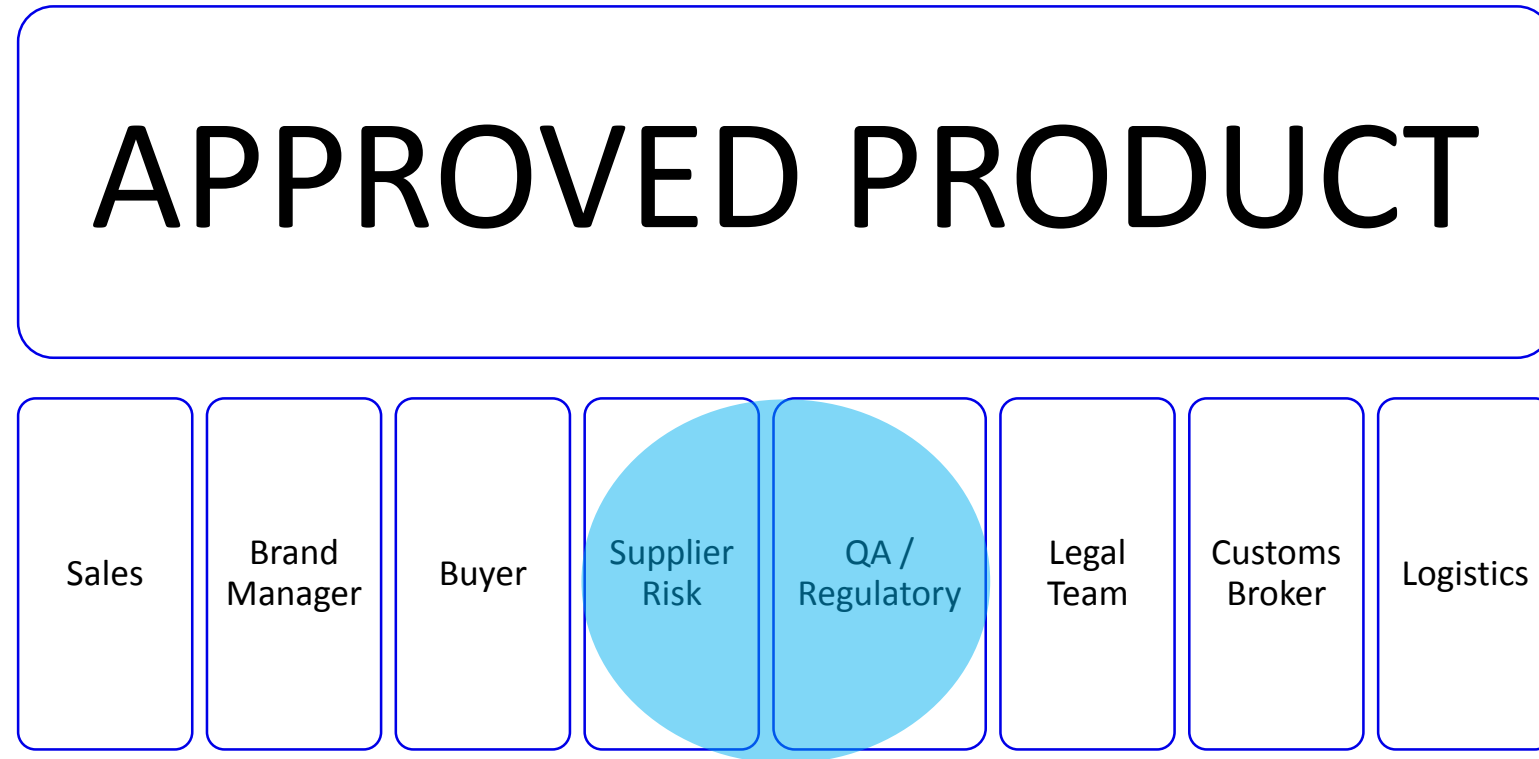 APPROVED PRODUCT
Sales
Brand
Manager
Buyer
Supplier
Risk
QA /
Regulatory
Legal
Team
Customs
Broker
Logistics